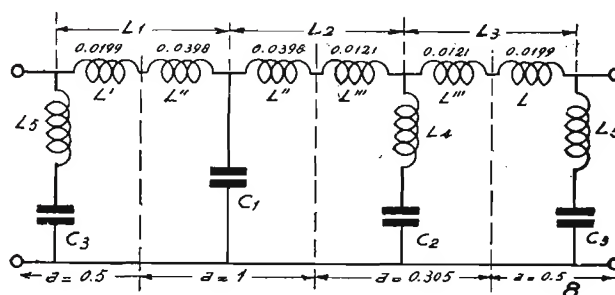 L1 L2 L3
0.0199 0.0398 0.0398 0.0121 0.0121 0.0199
L' L" L" L''' L''' L
L5 L4 L5
C1
C3 C2 C3
a = 0.5 a = 1 a = 0.305 a = 0.5
8